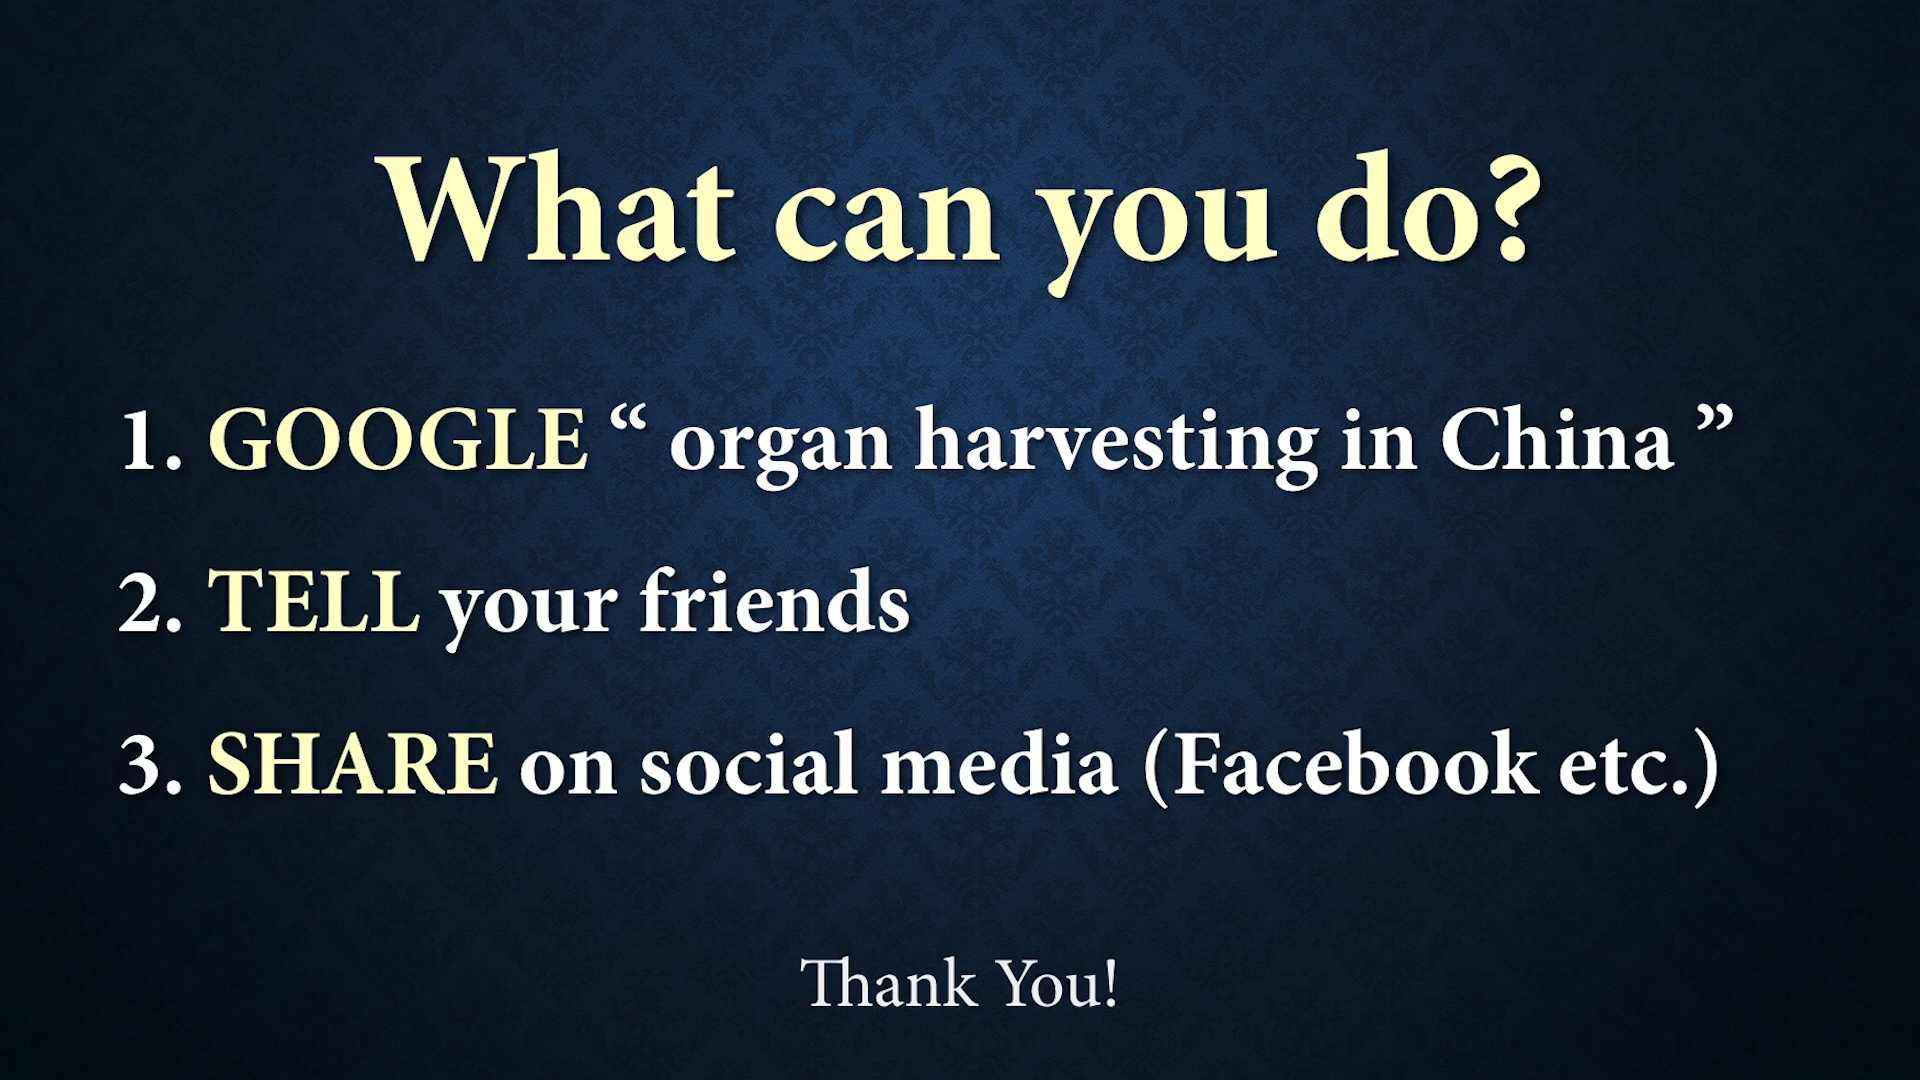 What can you do?
1. GOOGLE “ organ harvesting in China ”
2. TELL your friends
3. SHARE on social media (Facebook etc.)
Thank You!